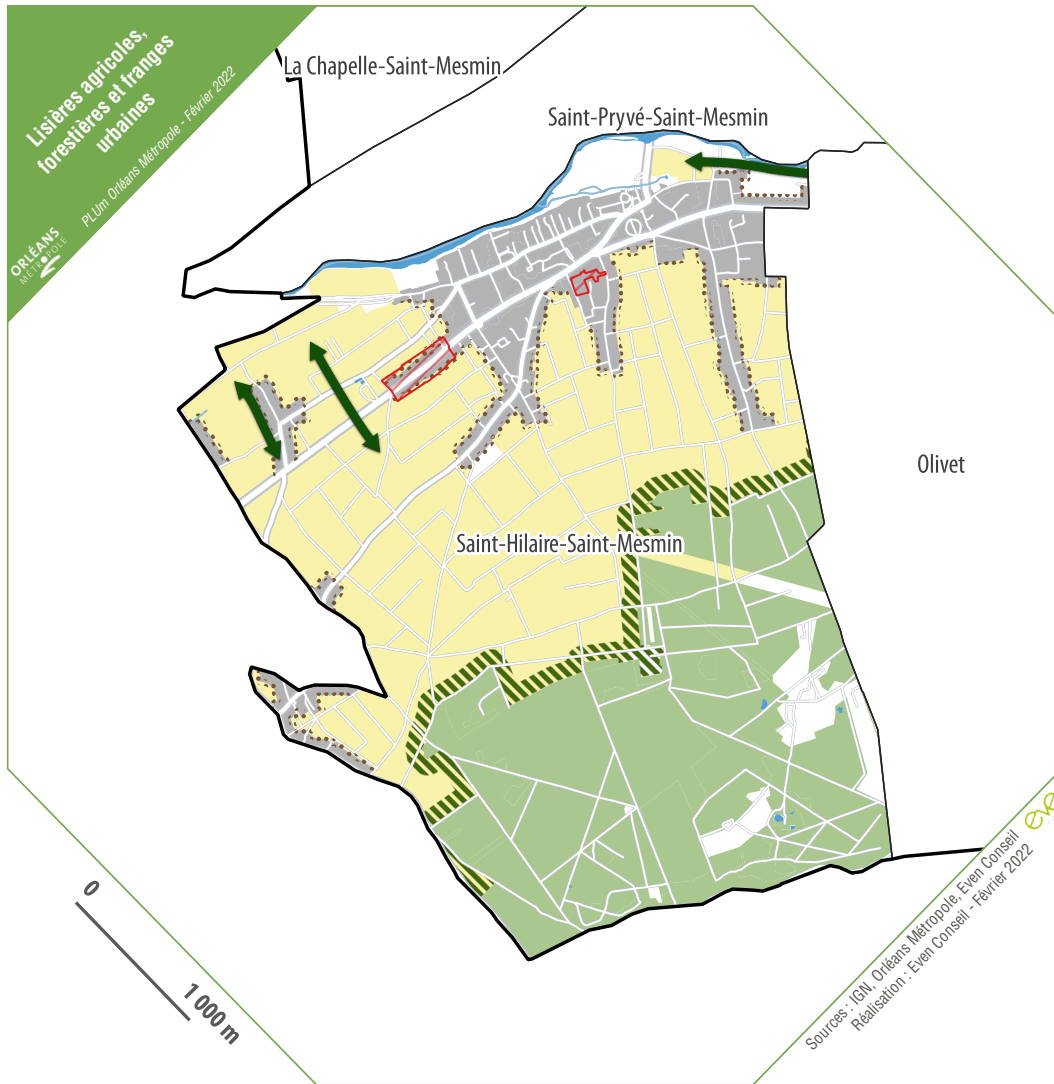 Lisières agricoles,
forestières et franges
urbaines
PLUm Orléans Métropole - Février 2022
ORLÉANS
MÉTROPOLE
La Chapelle-Saint-Mesmin
Saint-Pryvé-Saint-Mesmin
Olivet
Saint-Hilaire-Saint-Mesmin
0
1 000 m
Sources : IGN, Orléans Métropole, Even Conseil
Réalisation : Even Conseil - Février 2022